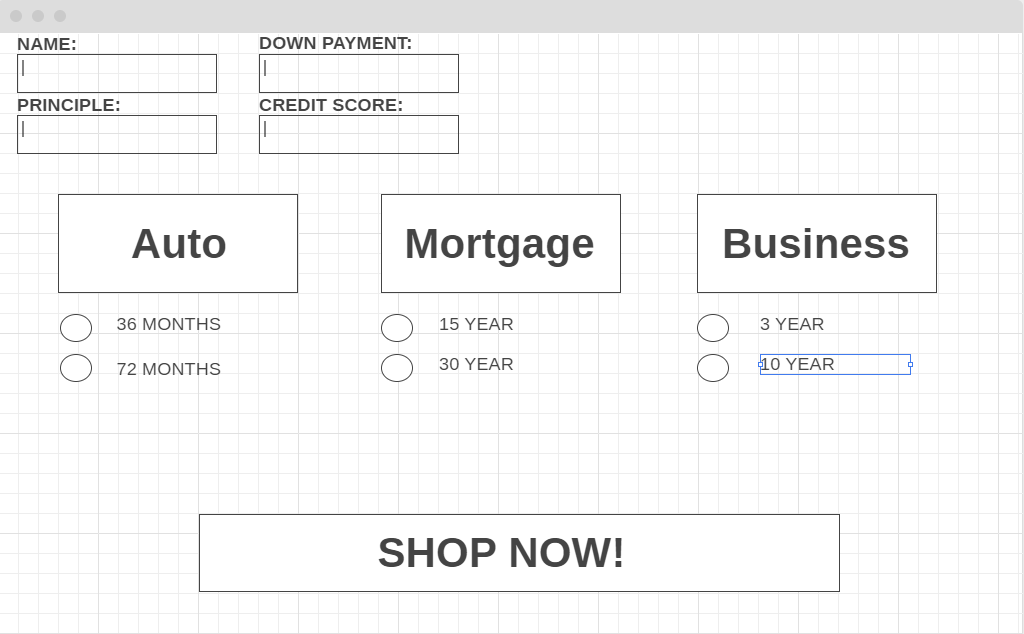 NAME:
DOWN PAYMENT:
PRINCIPLE:
CREDIT SCORE:
Auto
Mortgage
Business
36 MONTHS
15 YEAR
3 YEAR
72 MONTHS
30 YEAR
10 YEAR
SHOP NOW!